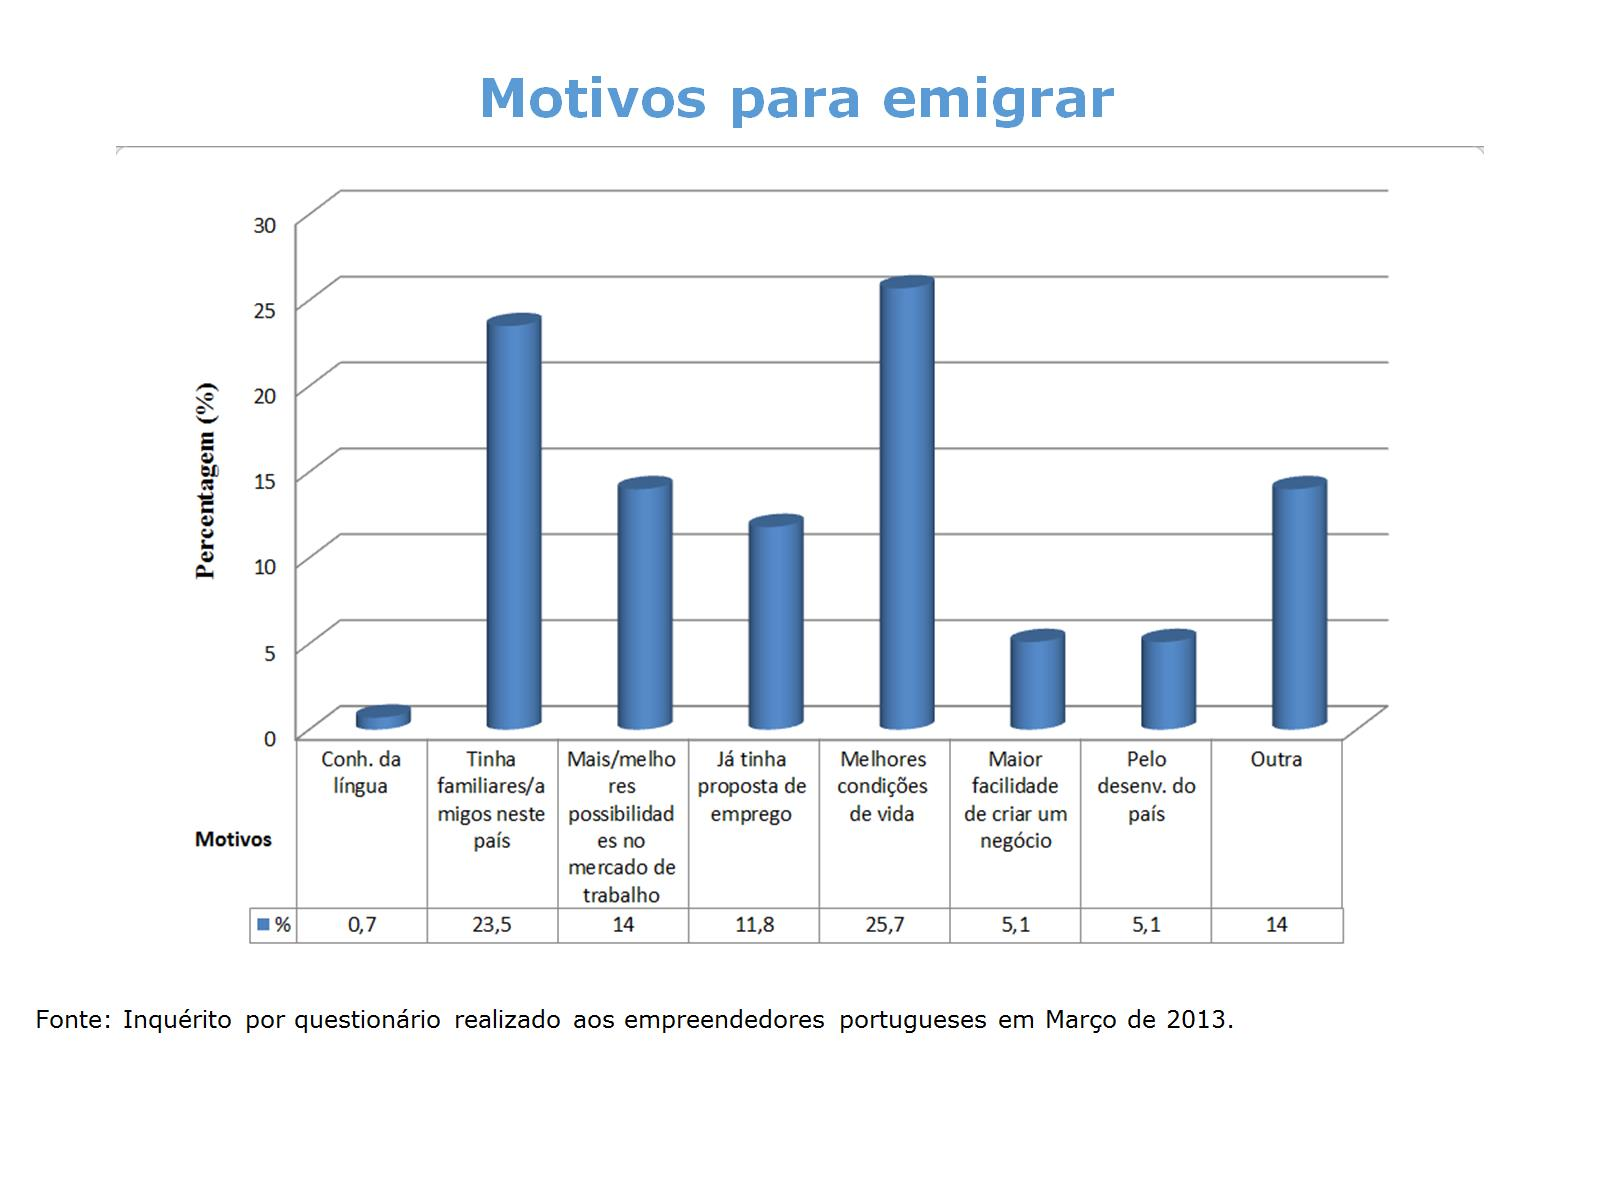 Motivos para emigrar
30
25
20
15
10
5
0
Percentagem (%)
Motivos
Conh. da
língua
Tinha
familiares/a
migos neste
país
Mais/melho
res
possibilidad
es no
mercado de
trabalho
Já tinha
proposta de
emprego
Melhores
condições
de vida
Maior
facilidade
de criar um
negócio
Pelo
desenv. do
país
Outra
% 0,7 23,5 14 11,8 25,7 5,1 5,1 14
Fonte: Inquérito por questionário realizado aos empreendedores portugueses em Março de 2013.